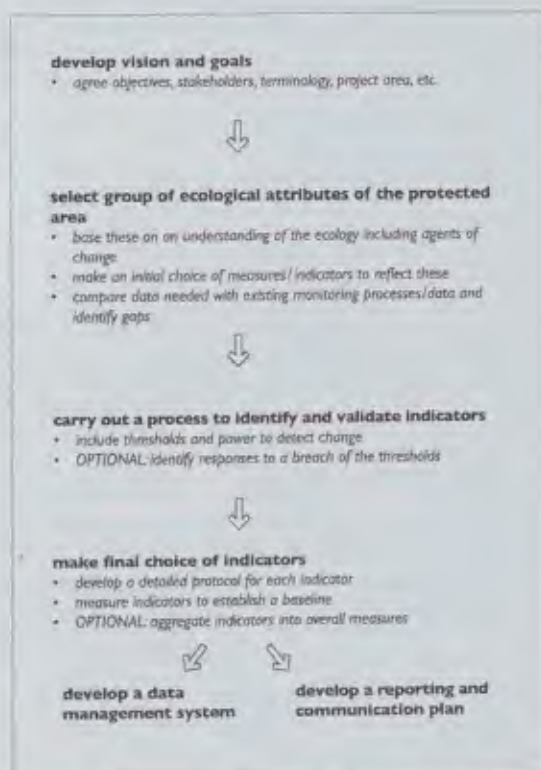 develop vision and goals
• agree objectives, stakeholders, terminology, project area, etc.
select group of ecological attributes of the protected
area
• base these on an understanding of the ecology including agents of
change
• make an initial choice of measures/indicators to reflect these
• compare data needed with existing monitoring processes/data and
identify gaps
carry out a process to identify and validate indicators
• include thresholds and power to detect change
• OPTIONAL: identify responses to a breach of the thresholds
make final choice of indicators
• develop a detailed protocol for each indicator
• measure indicators to establish a baseline
• OPTIONAL: aggregate indicators into overall measures
develop a data
management system
develop a reporting and
communication plan